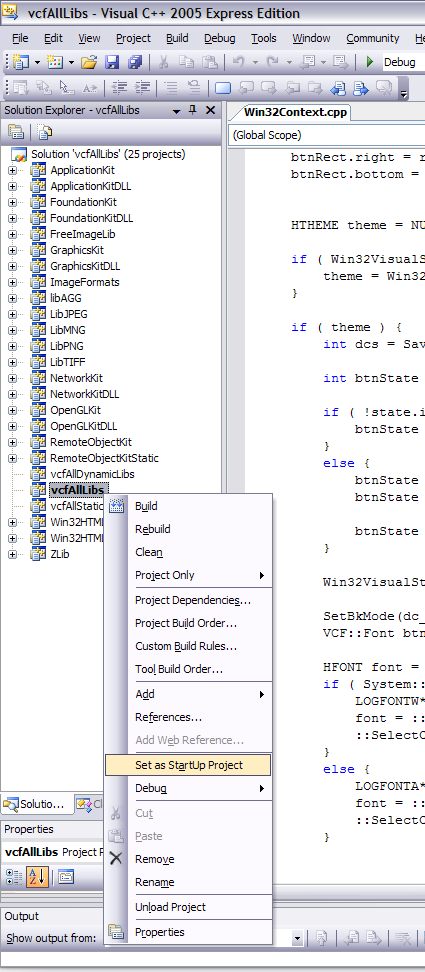 vcfAllLibs - Visual C++ 2005 Express Edition
File Edit View Project Build Debug Tools Window Community
Debug
Solution Explorer - vcfAllLibs
Win32Context.cpp
(Global Scope)
Solution 'vcfAllLibs' (25 projects)
ApplicationKit
ApplicationKitDLL
FoundationKit
FoundationKitDLL
FreeImageLib
GraphicsKit
GraphicsKitDLL
ImageFormats
libAGG
LibJPEG
LibMNG
LibPNG
LibTIFF
NetworkKit
NetworkKitDLL
OpenGLKit
OpenGLKitDLL
RemoteObjectKit
RemoteObjectKitStatic
vcfAllDynamicLibs
vcfAllLibs
vcfAllStatic
Win32HTM
Win32HTM
ZLib
btnRect.right = r
btnRect.bottom =
HTHEME theme = NU
if ( Win32VisualS
theme = Win32
}
if ( theme ) {
int dcs = Sav
int btnState
if ( !state.i
btnState
}
else {
btnState
btnState
btnState
}
Win32VisualSt
SetBkMode(dc_
VCF::Font btn
HFONT font =
if ( System::
LOGFONTW*
font = ::
::SelectO
}
else {
LOGFONTA*
font = ::
::SelectO
}
Build
Rebuild
Clean
Project Only
Project Dependencies...
Project Build Order...
Custom Build Rules...
Tool Build Order...
Add
References...
Add Web Reference...
Set as StartUp Project
Debug
Cut
Paste
Remove
Rename
Unload Project
Properties
Solutio...
Properties
vcfAllLibs Project P
Output
Show output from: